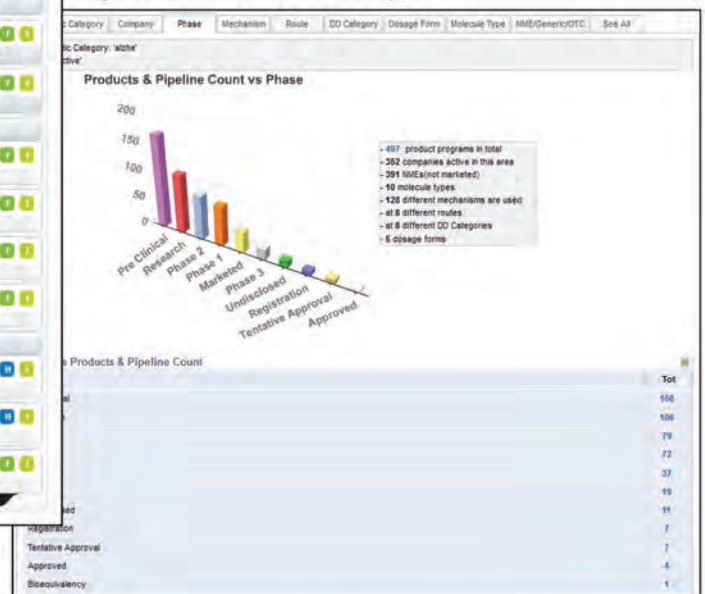 Category Company Phase Mechanism Route DD Category Dosage Form Molecule Type NME/Generic/OTC See All
tic Category: 'alzhe'
ctive'
Products & Pipeline Count vs Phase
200
150
100
50
0
Pre Clinical
Research
Phase 2
Phase 1
Marketed
Phase 3
Undisclosed
Registration
Tentative Approval
Approved
- 497 product programs in total
- 352 companies active in this area
- 391 NMEs(not marketed)
- 10 molecule types
- 128 different mechanisms are used
- at 8 different routes
- at 8 different DD Categories
- 6 dosage forms
s Products & Pipeline Count
Tot
al 166
106
79
72
37
sed 11
Registration 7
Tentative Approval 7
Approved 4
Bioequivalency 1